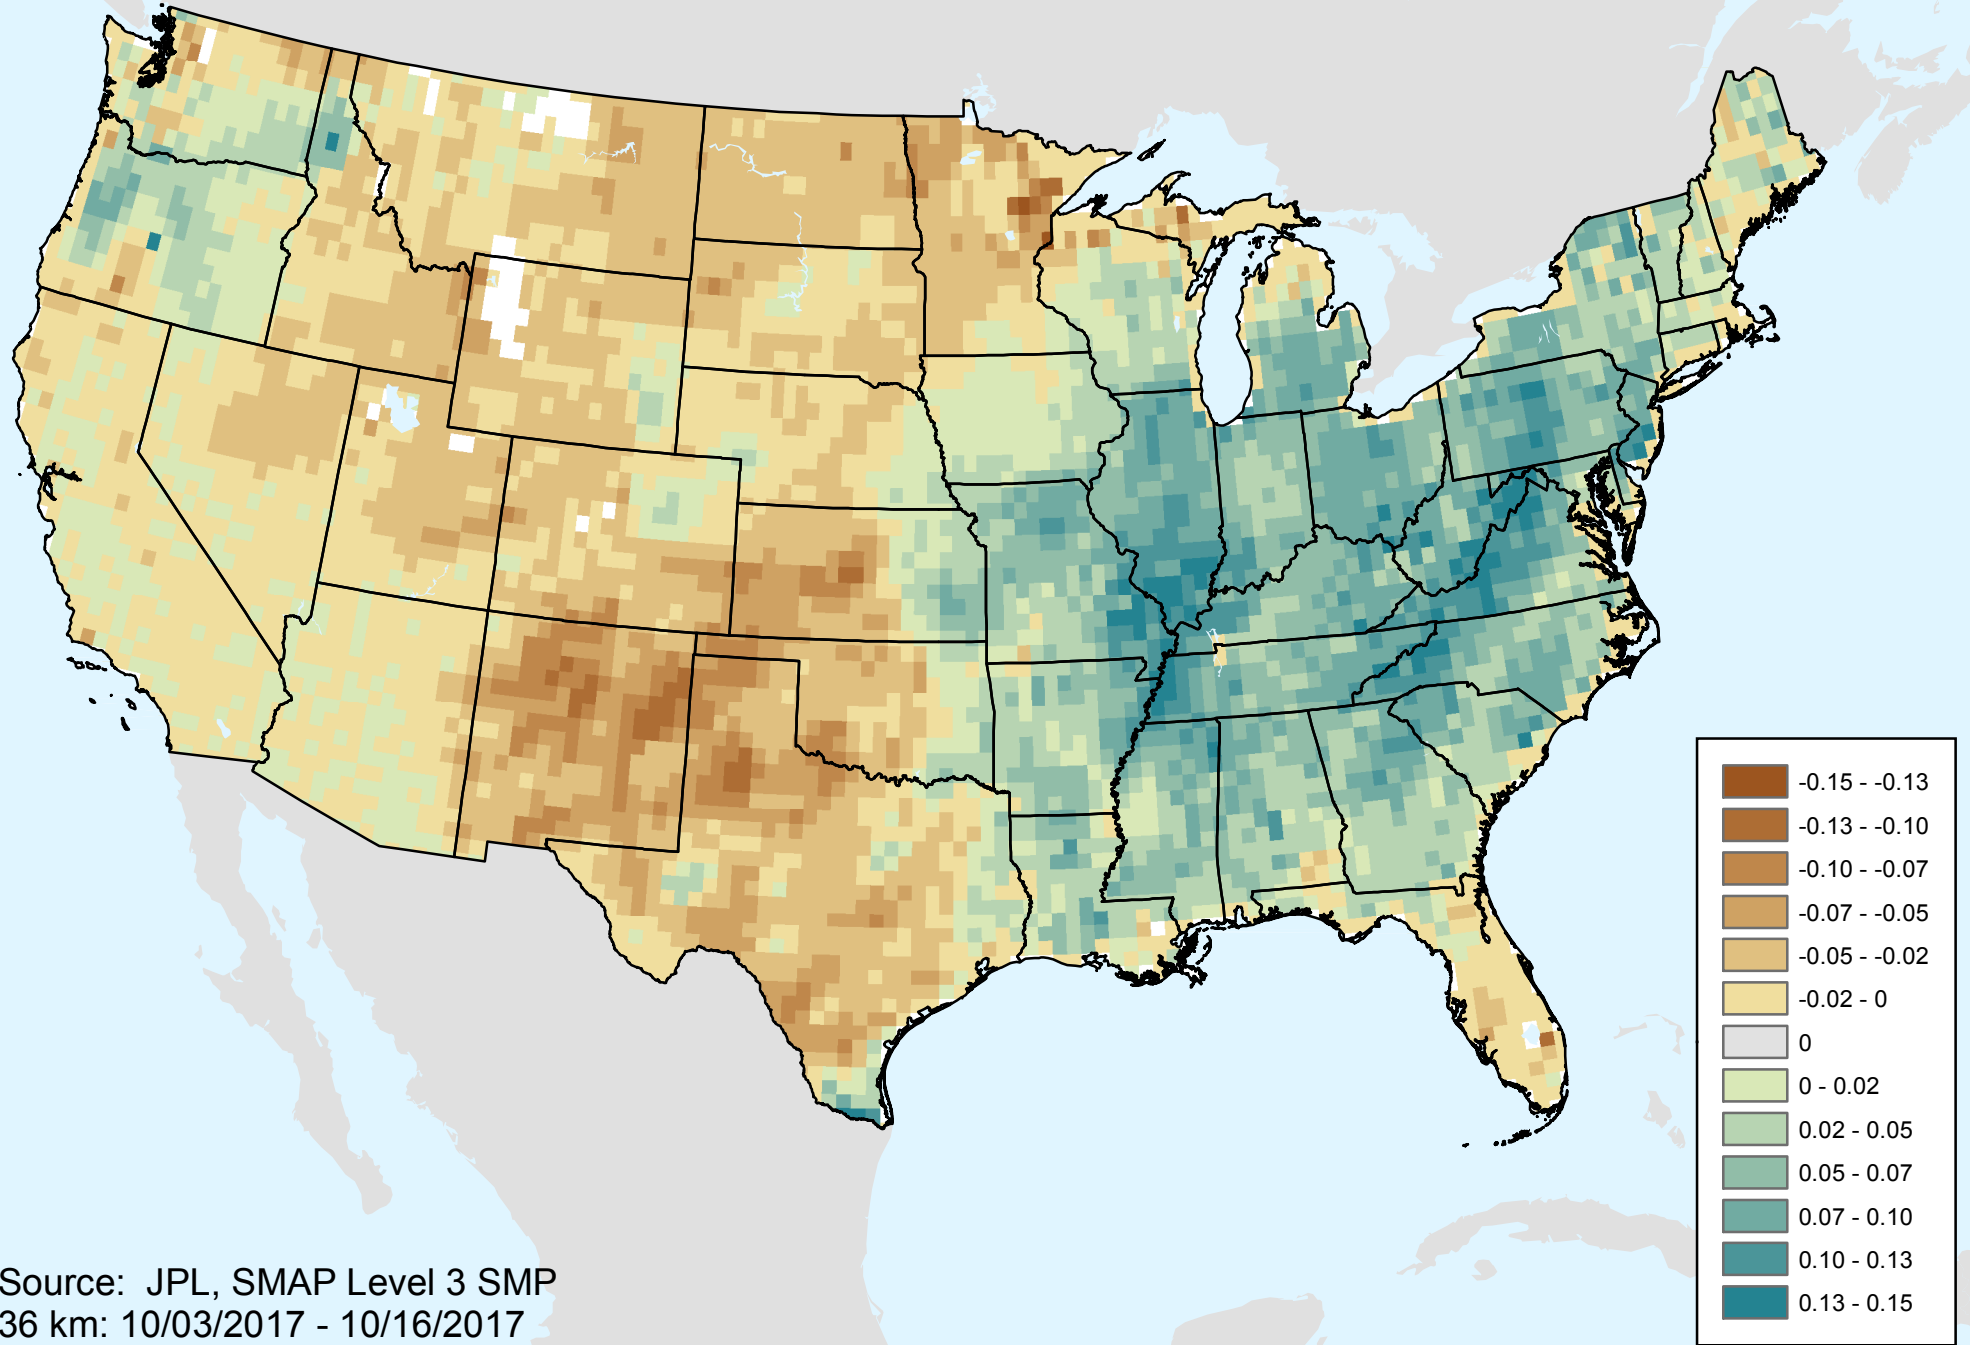 -0.15 - -0.13
-0.13 - -0.10
-0.10 - -0.07
-0.07 - -0.05
-0.05 - -0.02
-0.02 - 0
0
0 - 0.02
0.02 - 0.05
0.05 - 0.07
0.07 - 0.10
0.10 - 0.13
0.13 - 0.15
Source: JPL, SMAP Level 3 SMP
36 km: 10/03/2017 - 10/16/2017